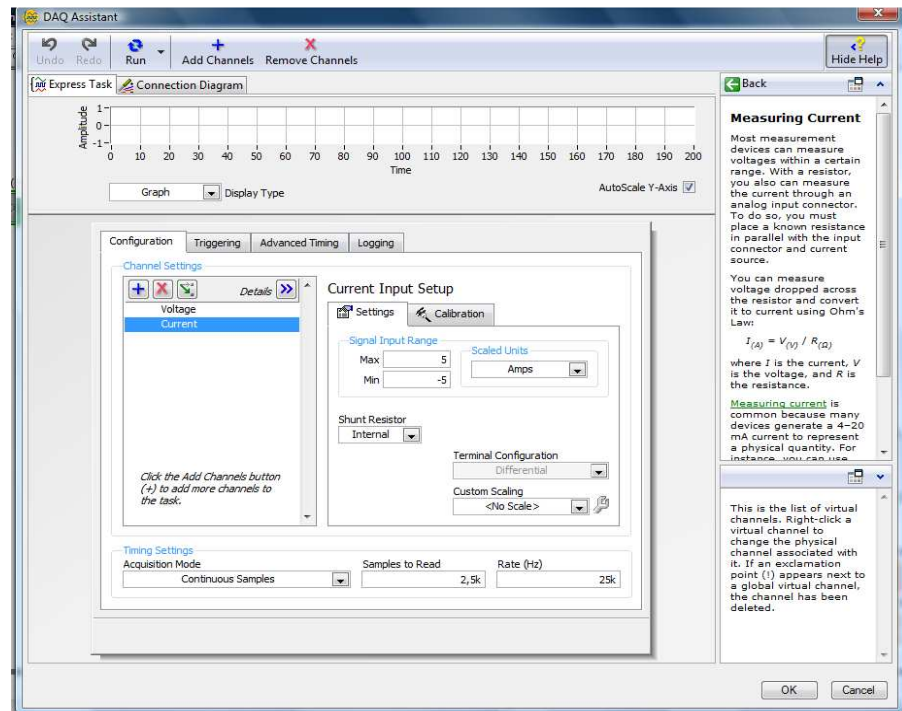 DAQ Assistant
Undo Redo Run Add Channels Remove Channels Hide Help
Express Task Connection Diagram
Amplitude
1
0
-1
0 10 20 30 40 50 60 70 80 90 100 110 120 130 140 150 160 170 180 190 200
Time
Graph Display Type AutoScale Y-Axis
Configuration Triggering Advanced Timing Logging
Channel Settings
Details
Voltage
Current
Click the Add Channels button
(+) to add more channels to
the task.
Current Input Setup
Settings Calibration
Signal Input Range
Max 5
Min -5
Scaled Units
Amps
Shunt Resistor
Internal
Terminal Configuration
Differential
Custom Scaling
<No Scale>
Timing Settings
Acquisition Mode Samples to Read Rate (Hz)
Continuous Samples 2,5k 25k
Back
Measuring Current
Most measurement
devices can measure
voltages within a certain
range. With a resistor,
you also can measure
the current through an
analog input connector.
To do so, you must
place a known resistance
in parallel with the input
connector and current
source.
You can measure
voltage dropped across
the resistor and convert
it to current using Ohm's
Law:
I(A) = V(V) / R(Ω)
where I is the current, V
is the voltage, and R is
the resistance.
Measuring current is
common because many
devices generate a 4–20
mA current to represent
a physical quantity. For
instance, you can use
This is the list of virtual
channels. Right-click a
virtual channel to
change the physical
channel associated with
it. If an exclamation
point (!) appears next to
a global virtual channel,
the channel has been
deleted.
OK Cancel